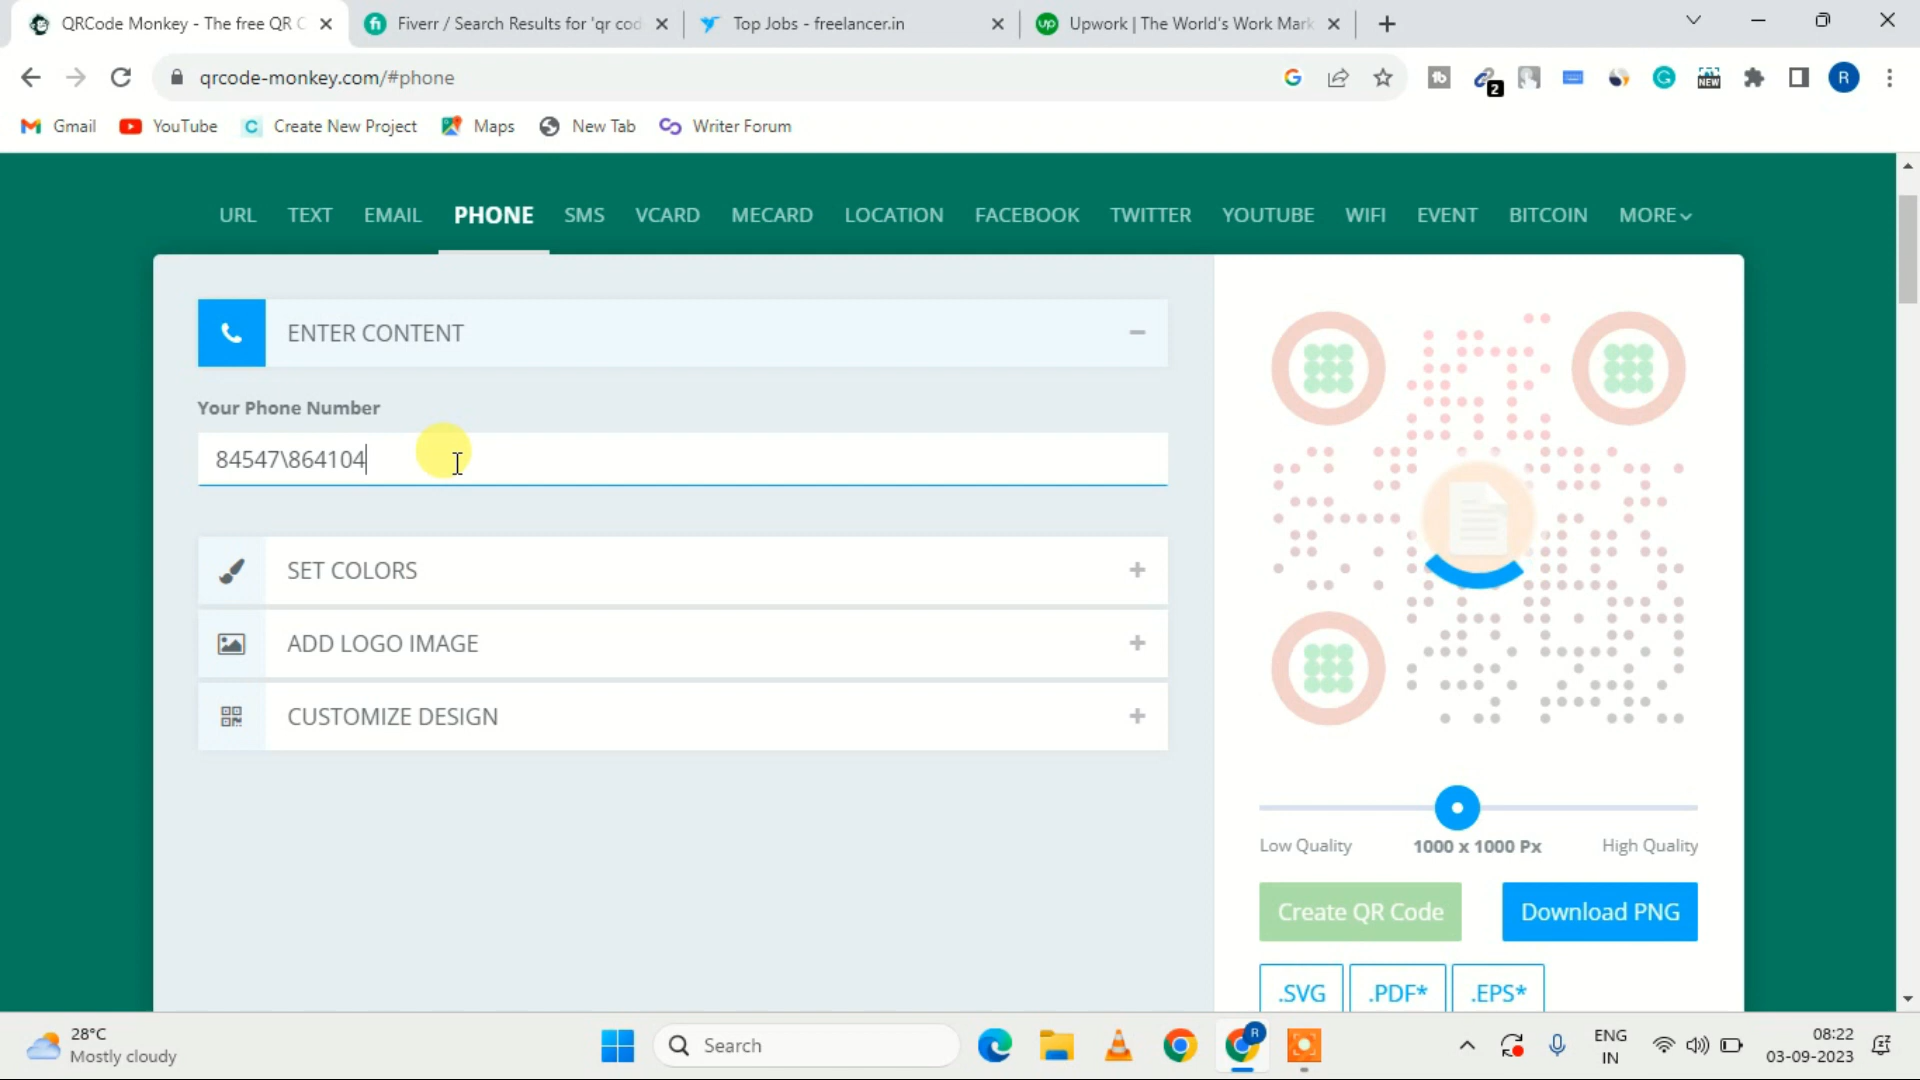 QRCode Monkey - The free QR C
Fiverr / Search Results for 'qr cod
Top Jobs - freelancer.in
up Upwork | The World's Work Mark
qrcode-monkey.com/#phone
2
NEW
R
Gmail
YouTube
C Create New Project
Maps
New Tab
Writer Forum
URL
TEXT
EMAIL
PHONE
SMS
VCARD
MECARD
LOCATION
FACEBOOK
TWITTER
YOUTUBE
WIFI
EVENT
BITCOIN
MORE
ENTER CONTENT
Your Phone Number
84547\864104
SET COLORS
ADD LOGO IMAGE
CUSTOMIZE DESIGN
Low Quality
1000 x 1000 Px
High Quality
Create QR Code
Download PNG
.SVG
.PDF*
.EPS*
28°C
Mostly cloudy
Search
R
ENG
IN
08:22
03-09-2023